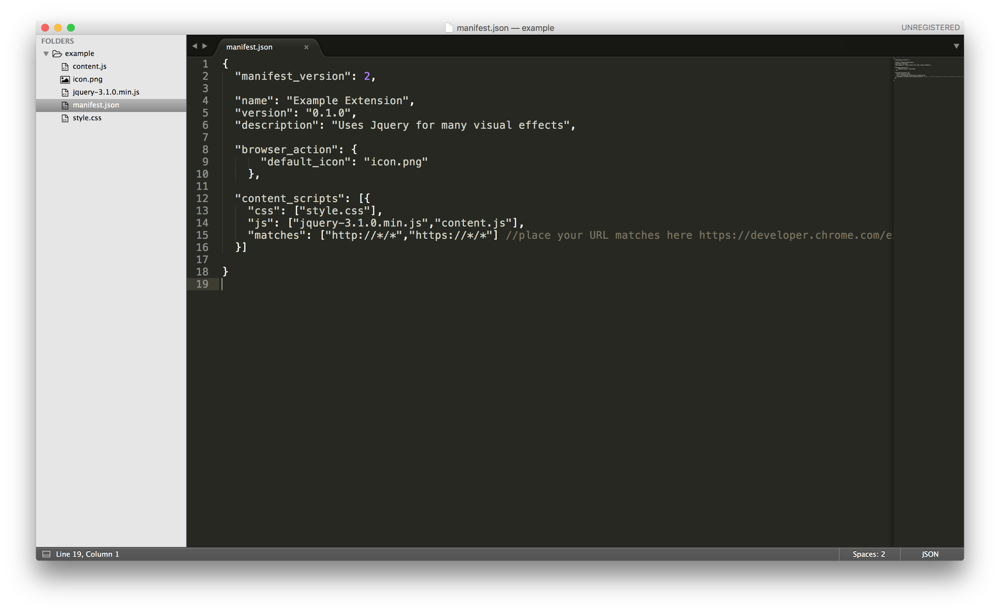 manifest.json — example
UNREGISTERED
FOLDERS
example
content.js
icon.png
jquery-3.1.0.min.js
manifest.json
style.css
manifest.json
1 {
2 "manifest_version": 2,
3
4 "name": "Example Extension",
5 "version": "0.1.0",
6 "description": "Uses Jquery for many visual effects",
7
8 "browser_action": {
9 "default_icon": "icon.png"
10 },
11
12 "content_scripts": [{
13 "css": ["style.css"],
14 "js": ["jquery-3.1.0.min.js","content.js"],
15 "matches": ["http://*/*","https://*/*"] //place your URL matches here https://developer.chrome.com/e
16 }]
17
18 }
19
Line 19, Column 1
Spaces: 2
JSON